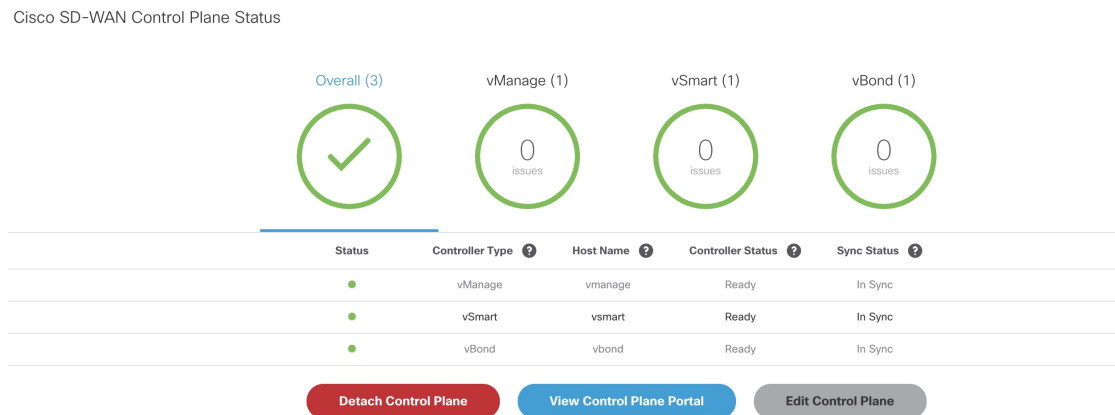 Cisco SD-WAN Control Plane Status
Overall (3) vManage (1) vSmart (1) vBond (1)
0 0 0
issues issues issues
Status Controller Type ? Host Name ? Controller Status ? Sync Status ?
vManage vmanage Ready In Sync
vSmart vsmart Ready In Sync
vBond vbond Ready In Sync
Detach Control Plane View Control Plane Portal Edit Control Plane